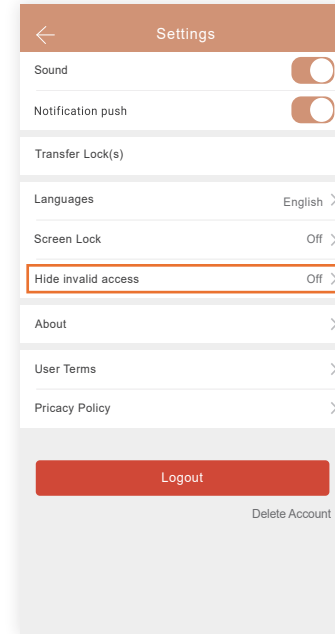 Settings
Sound
Notification push
Transfer Lock(s)
Languages English
Screen Lock Off
Hide invalid access Off
About
User Terms
Pricacy Policy
Logout
Delete Account